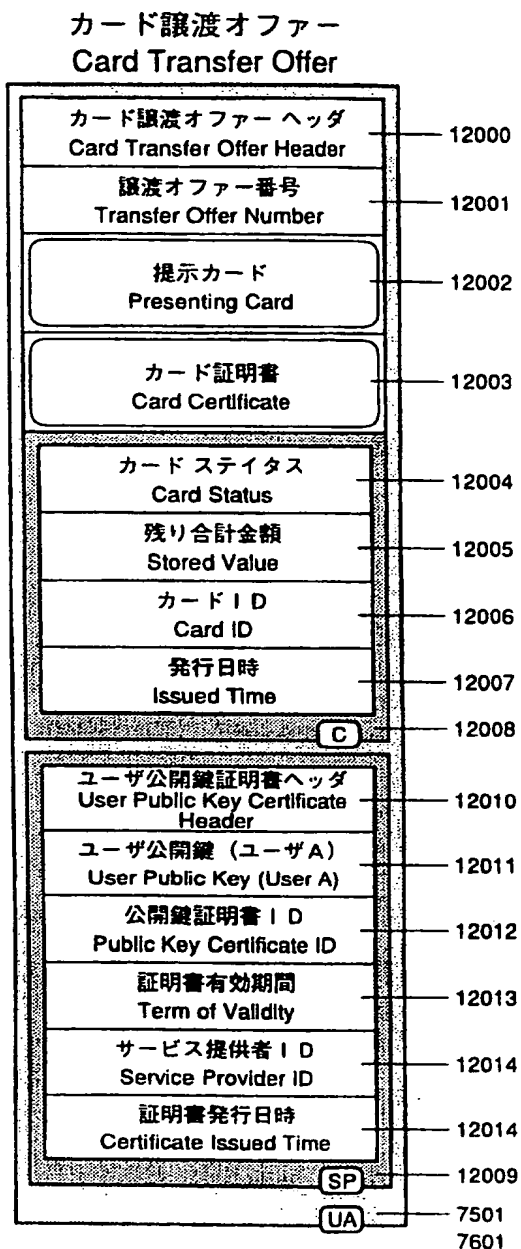 カード譲渡オファー
Card Transfer Offer
カード譲渡オファー ヘッダ
Card Transfer Offer Header
12000
譲渡オファー番号
Transfer Offer Number
12001
提示カード
Presenting Card
12002
カード証明書
Card Certificate
12003
カード ステイタス
Card Status
12004
残り合計金額
Stored Value
12005
カードID
Card ID
12006
発行日時
Issued Time
12007
C
12008
ユーザ公開鍵証明書ヘッダ
User Public Key Certificate
Header
12010
ユーザ公開鍵(ユーザA)
User Public Key (User A)
12011
公開鍵証明書ID
Public Key Certificate ID
12012
証明書有効期間
Term of Validity
12013
サービス提供者ID
Service Provider ID
12014
証明書発行日時
Certificate Issued Time
12014
SP
12009
UA
7501
7601